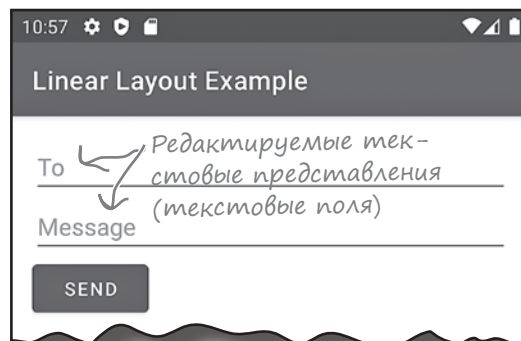 10:57
Linear Layout Example
Редактируемые тек-
To
стовые представления
(текстовые поля)
Message
SEND